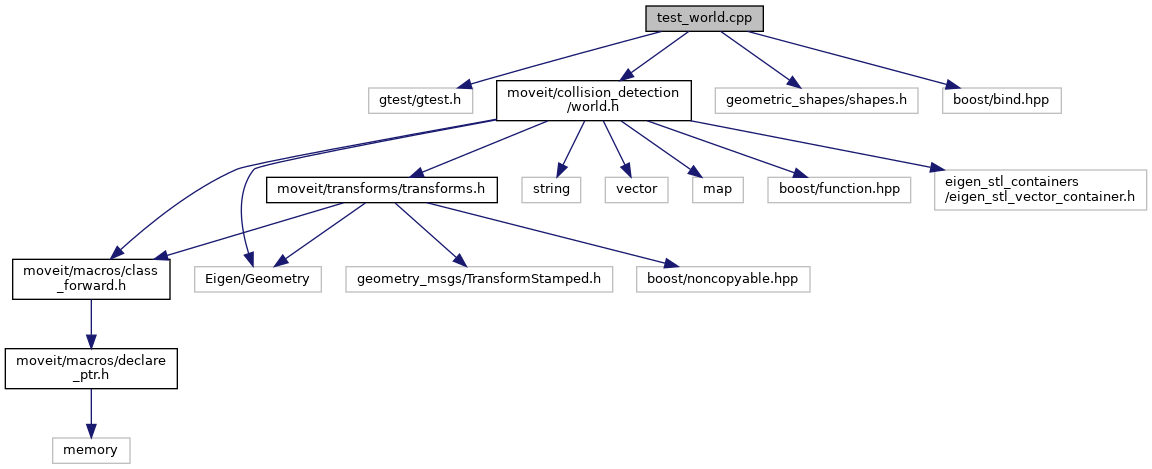 test_world.cpp
gtest/gtest.h
moveit/collision_detection
/world.h
geometric_shapes/shapes.h
boost/bind.hpp
moveit/transforms/transforms.h
string
vector
map
boost/function.hpp
eigen_stl_containers
/eigen_stl_vector_container.h
moveit/macros/class
_forward.h
Eigen/Geometry
geometry_msgs/TransformStamped.h
boost/noncopyable.hpp
moveit/macros/declare
_ptr.h
memory